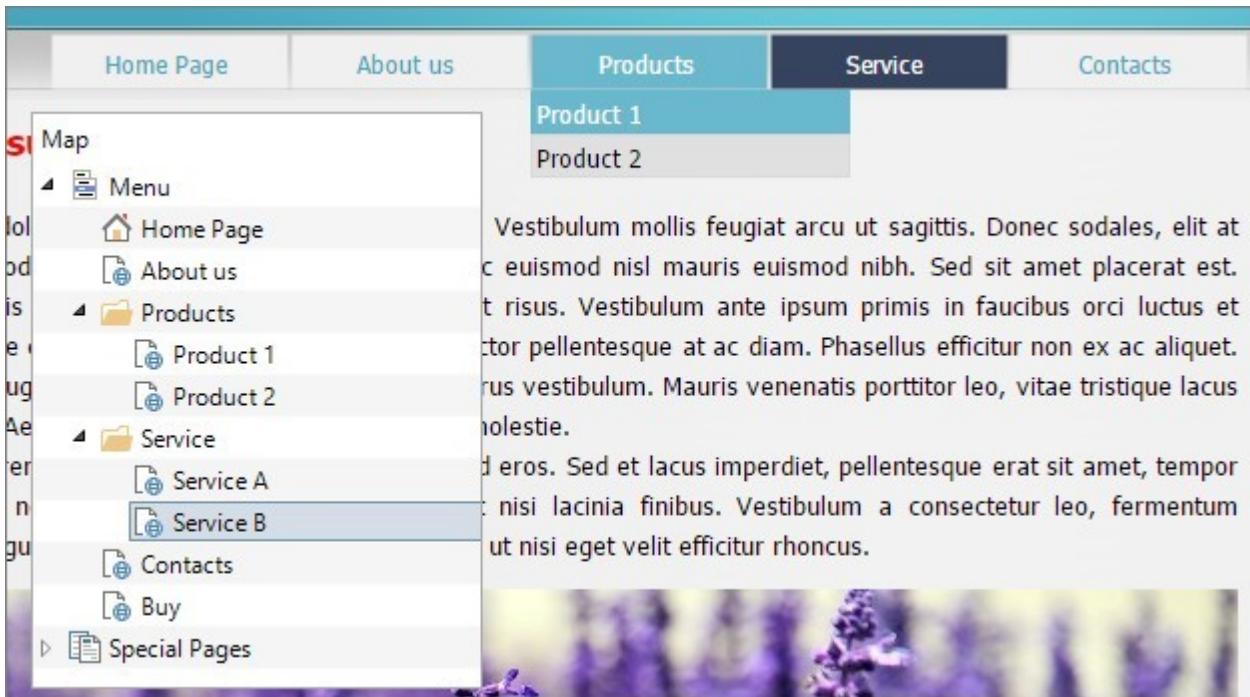 Home Page About us Products Service Contacts
Product 1
Product 2
Map
Menu
Home Page
About us
Products
Product 1
Product 2
Service
Service A
Service B
Contacts
Buy
Special Pages
Vestibulum mollis feugiat arcu ut sagittis. Donec sodales, elit at
euismod nisl mauris euismod nibh. Sed sit amet placerat est.
risus. Vestibulum ante ipsum primis in faucibus orci luctus et
pellentesque at ac diam. Phasellus efficitur non ex ac aliquet.
vestibulum. Mauris venenatis porttitor leo, vitae tristique lacus
eros. Sed et lacus imperdiet, pellentesque erat sit amet, tempor
nisi lacinia finibus. Vestibulum a consectetur leo, fermentum
ut nisi eget velit efficitur rhoncus.